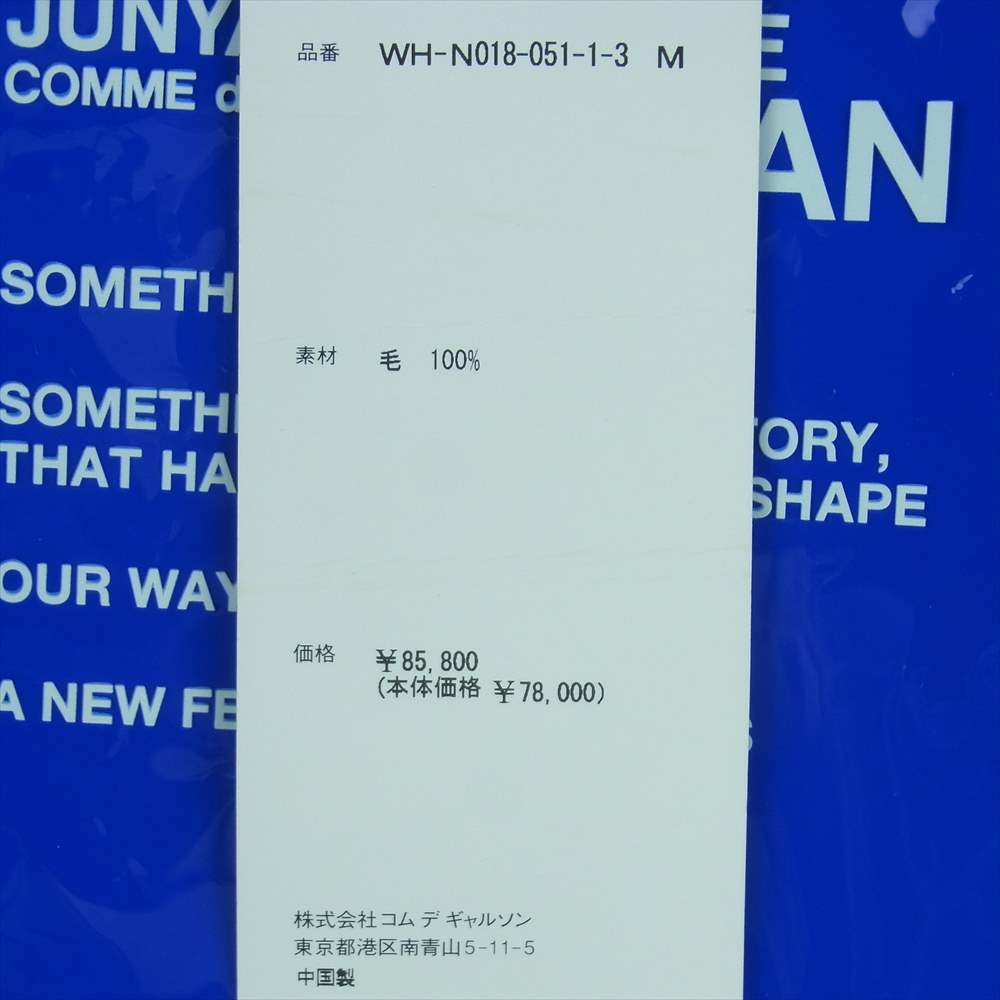 JUNYA
COMME d
E
AN
SOMETH
SOMETHI
THAT HA
TORY,
SHAPE
OUR WAY
A NEW FE
S
品番 WH-N018-051-1-3 M
素材 毛 100%
価格 ¥85,800
(本体価格 ¥78,000)
株式会社コム デ ギャルソン
東京都港区南青山5-11-5
中国製